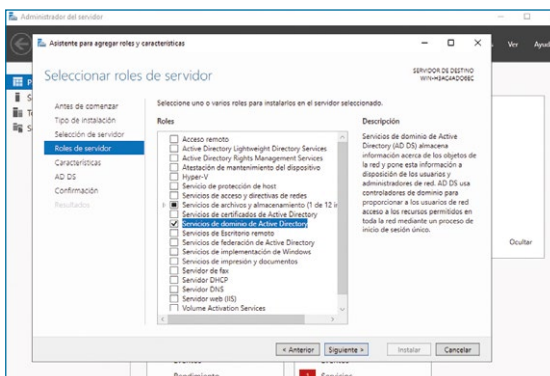 Administrador del servidor
Asistente para agregar roles y características
Ver
Seleccionar roles de servidor
SERVIDOR DE DESTINO
Antes de comenzar
Tipo de instalación
Selección de servidor
Roles de servidor
Características
AD DS
Confirmación
Resultados
Seleccione uno o varios roles para instalarlos en el servidor seleccionado.
Roles
Acceso remoto
Active Directory Lightweight Directory Services
Active Directory Rights Management Services
Atestación de mantenimiento del dispositivo
Hyper-V
Servicio de protección de host
Servicios de acceso y directivas de redes
Servicios de archivos y almacenamiento (1 de 12 in
Servicios de certificados de Active Directory
Servicios de dominio de Active Directory
Servicios de Escritorio remoto
Servicios de federación de Active Directory
Servicios de implementación de Windows
Servicios de impresión y documentos
Servidor de fax
Servidor DHCP
Servidor DNS
Servidor web (IIS)
Volume Activation Services
Descripción
Servicios de dominio de Active
Directory (AD DS) almacena
información acerca de los objetos de
la red y pone esta información a
disposición de los usuarios y
administradores de red. AD DS usa
controladores de dominio para
proporcionar a los usuarios de red
acceso a los recursos permitidos en
toda la red mediante un proceso de
inicio de sesión único.
Ocultar
< Anterior
Siguiente >
Instalar
Cancelar
Rendimiento
Servicios